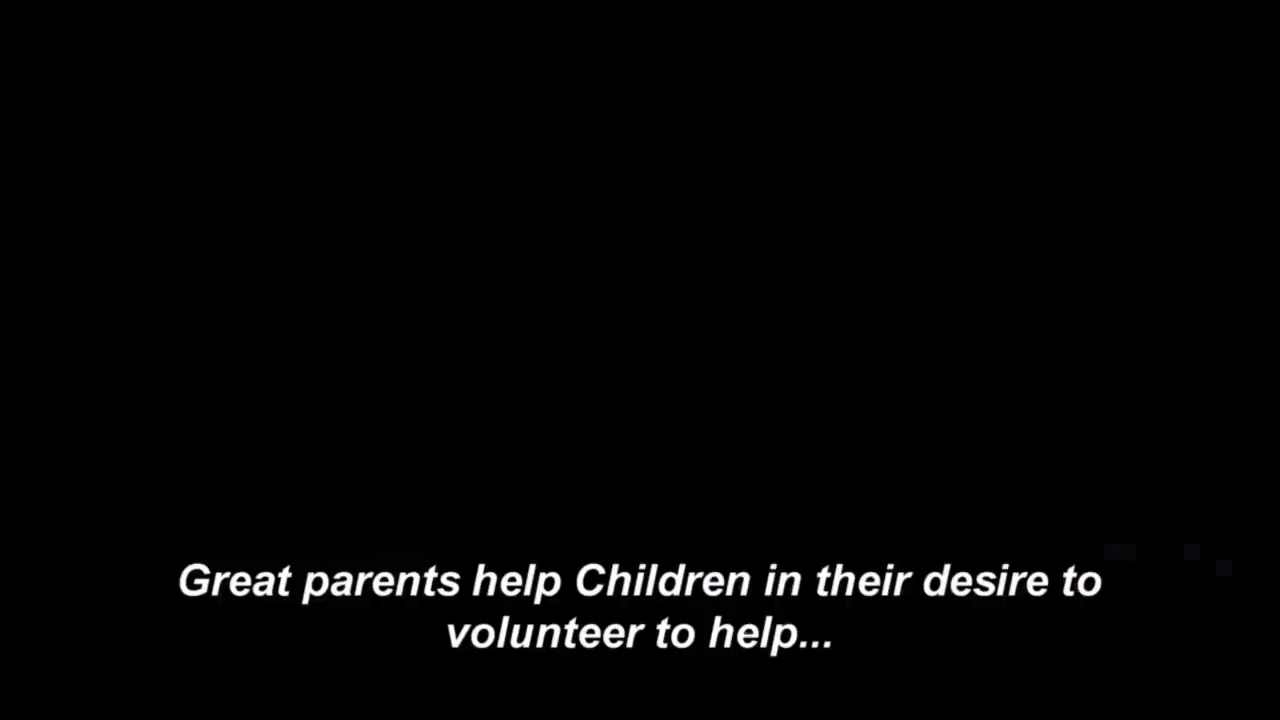 Great parents help Children in their desire to
volunteer to help...